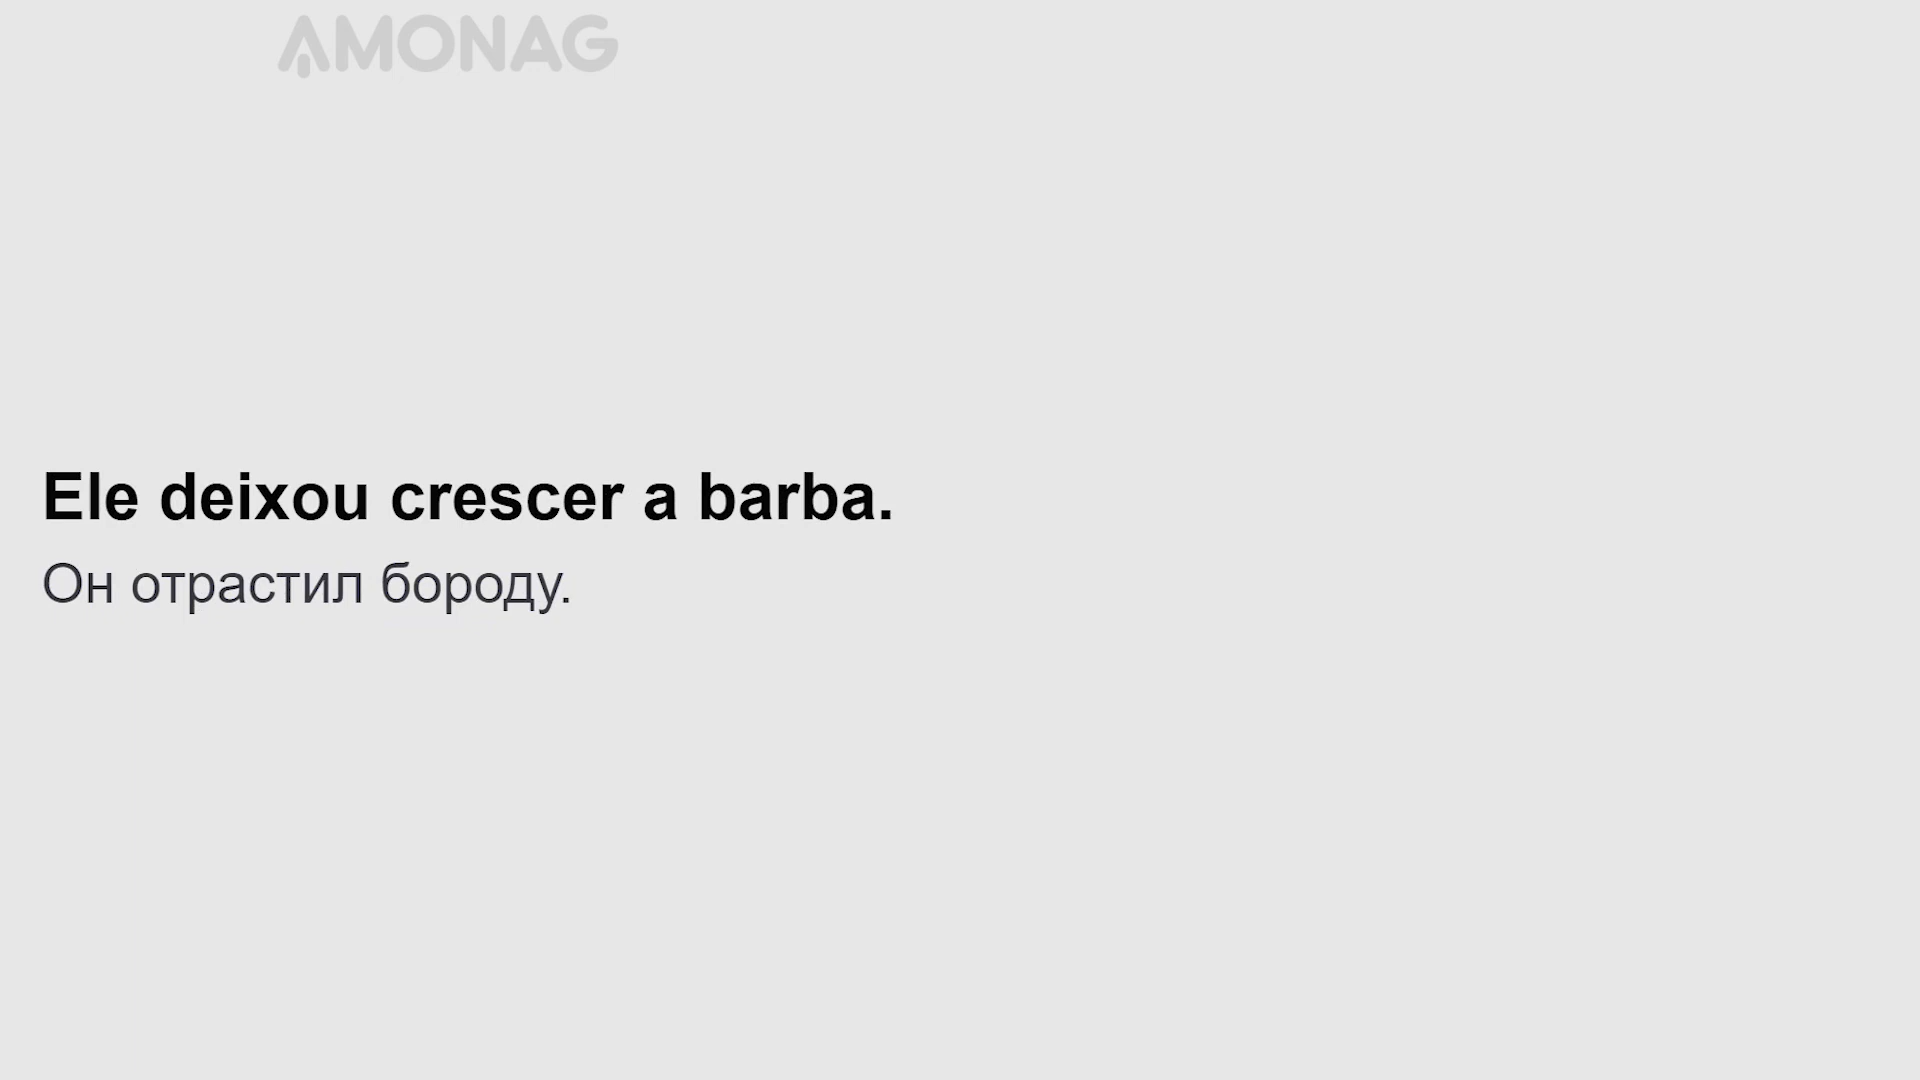 AMONAG
Ele deixou crescer a barba.
Он отрастил бороду.